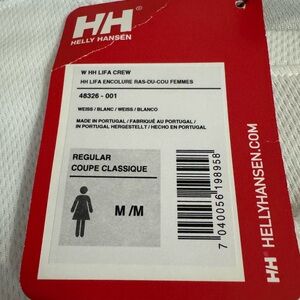 HH
HELLY HANSEN
W HH LIFA CREW
HH LIFA ENCOLURE RAS-DU-COU FEMMES
48326 - 001
WEISS / BLANC / WEISS / BLANCO
MADE IN PORTUGAL / FABRIQUÉ AU PORTUGAL /
IN PORTUGAL HERGESTELLT / HECHO EN PORTUGAL
REGULAR
COUPE CLASSIQUE
M /M
7 040056 198958
HH HELLYHANSEN.COM